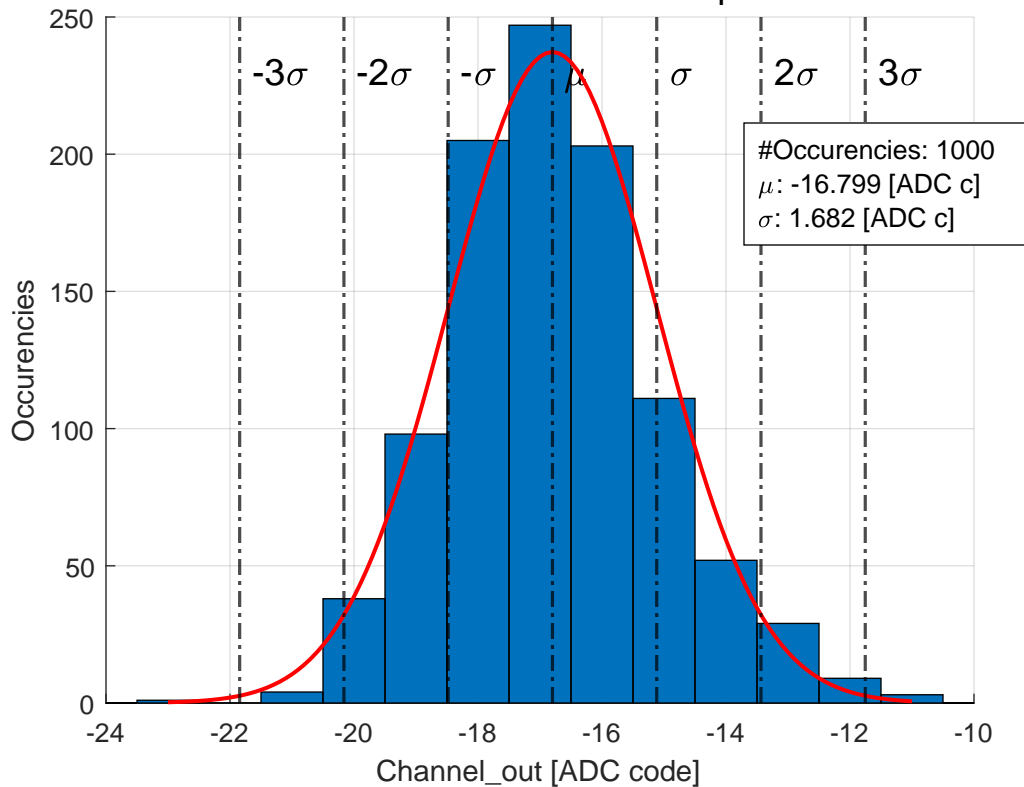 250
200
150
100
50
0
-3σ
-2σ
-σ
μ
σ
2σ
3σ
#Occurencies: 1000
μ: -16.799 [ADC c]
σ: 1.682 [ADC c]
Occurencies
-24
-22
-20
-18
-16
-14
-12
-10
Channel_out [ADC code]